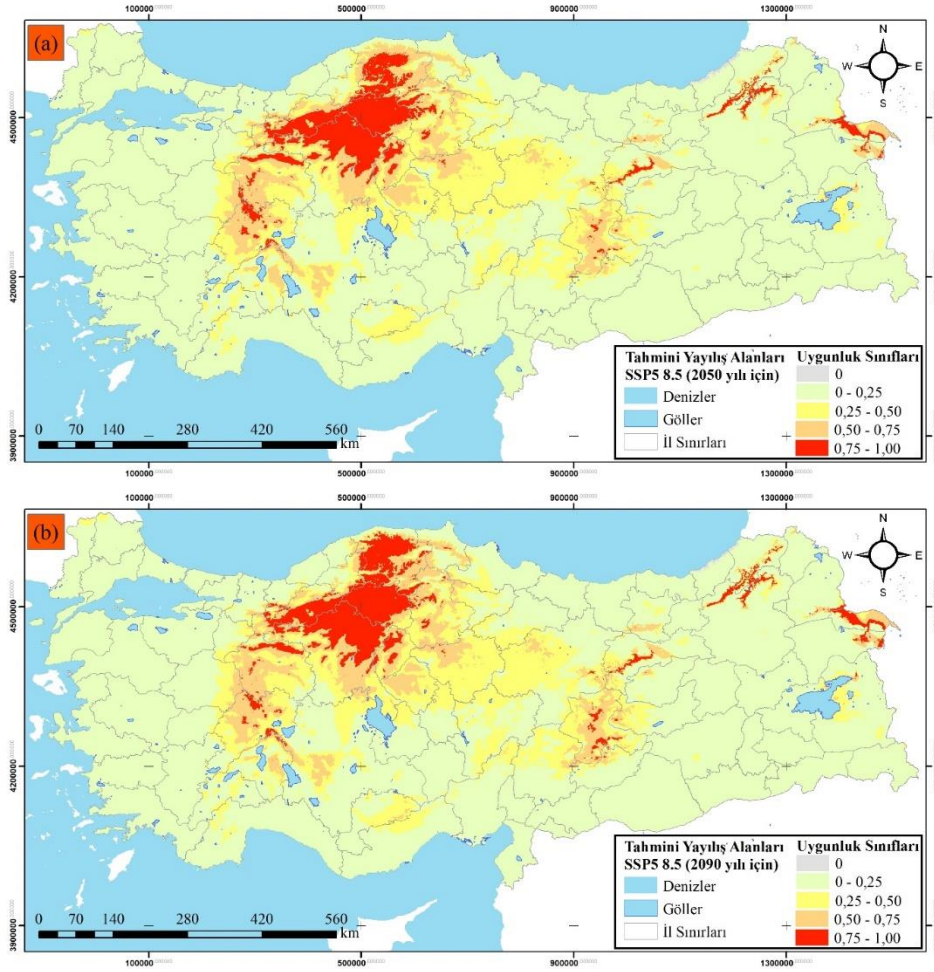 100000 500000 900000 1300000
(a)
N
W E
S
4500000
4200000
3900000
Tahmini Yayılış Alanları
SSP5 8.5 (2050 yılı için)
Denizler
Göller
İl Sınırları
Uygunluk Sınıfları
0
0 - 0,25
0,25 - 0,50
0,50 - 0,75
0,75 - 1,00
0 70 140 280 420 560
km
100000 500000 900000 1300000
100000 500000 900000 1300000
(b)
N
W E
S
4500000
4200000
3900000
Tahmini Yayılış Alanları
SSP5 8.5 (2090 yılı için)
Denizler
Göller
İl Sınırları
Uygunluk Sınıfları
0
0 - 0,25
0,25 - 0,50
0,50 - 0,75
0,75 - 1,00
0 70 140 280 420 560
km
100000 500000 900000 1300000